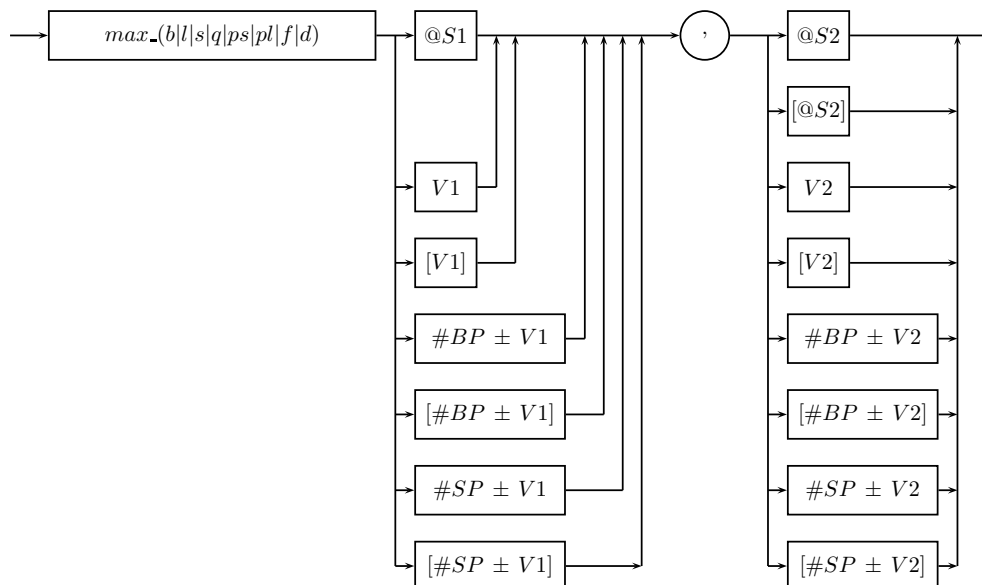 max_(b|l|s|q|ps|pl|f|d) @S1 , @S2
[@S2]
V1 V2
[V1] [V2]
#BP ± V1 #BP ± V2
[#BP ± V1] [#BP ± V2]
#SP ± V1 #SP ± V2
[#SP ± V1] [#SP ± V2]